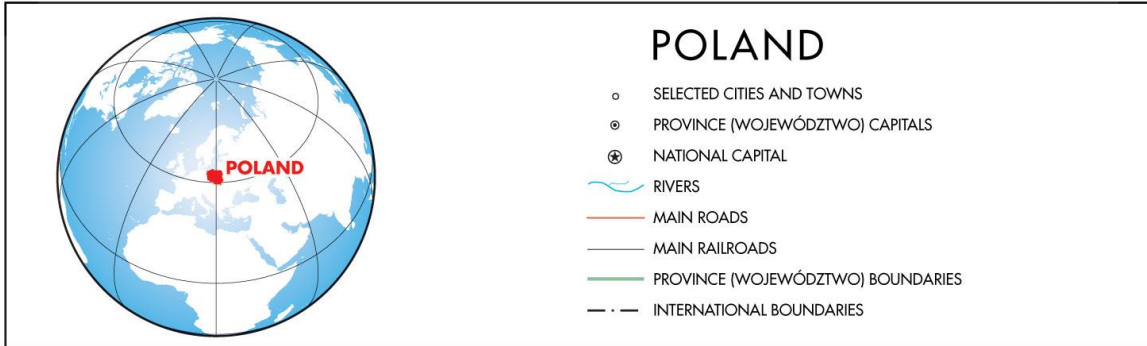 POLAND
POLAND
SELECTED CITIES AND TOWNS
PROVINCE (WOJEWÓDZTWO) CAPITALS
NATIONAL CAPITAL
RIVERS
MAIN ROADS
MAIN RAILROADS
PROVINCE (WOJEWÓDZTWO) BOUNDARIES
INTERNATIONAL BOUNDARIES